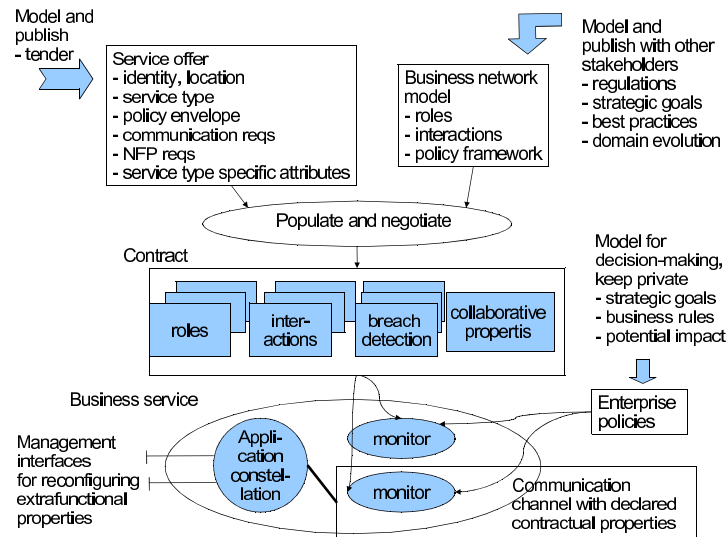 Model and
publish
- tender
Service offer
- identity, location
- service type
- policy envelope
- communication reqs
- NFP reqs
- service type specific attributes
Business network
model
- roles
- interactions
- policy framework
Model and
publish with other
stakeholders
- regulations
- strategic goals
- best practices
- domain evolution
Populate and negotiate
Contract
roles
inter-
actions
breach
detection
collaborative
propertis
Model for
decision-making,
keep private
- strategic goals
- business rules
- potential impact
Business service
Enterprise
policies
Management
interfaces
for reconfiguring
extrafunctional
properties
Appli-
cation
constel-
lation
monitor
monitor
Communication
channel with declared
contractual properties